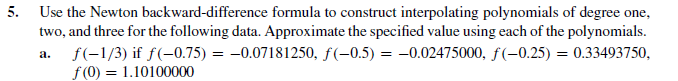 5. Use the Newton backward-difference formula to construct interpolating polynomials of degree one,
two, and three for the following data. Approximate the specified value using each of the polynomials.
a. f(−1/3) if f(−0.75) = −0.07181250, f(−0.5) = −0.02475000, f(−0.25) = 0.33493750,
f(0) = 1.10100000